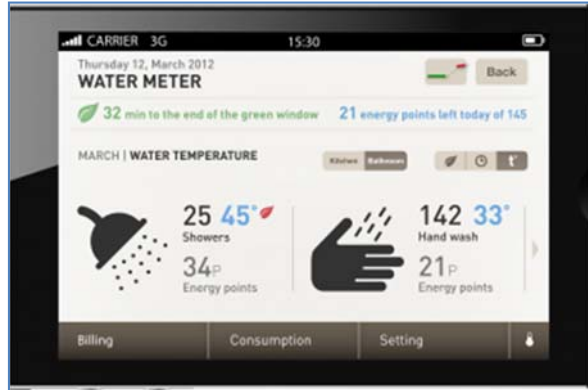 CARRIER 3G 15:30
Thursday 12, March 2012
WATER METER
Back
32 min to the end of the green window 21 energy points left today of 145
MARCH | WATER TEMPERATURE
Kitchen Bathroom
t°
25 45°
Showers
34P
Energy points
142 33°
Hand wash
21P
Energy points
Billing Consumption Setting